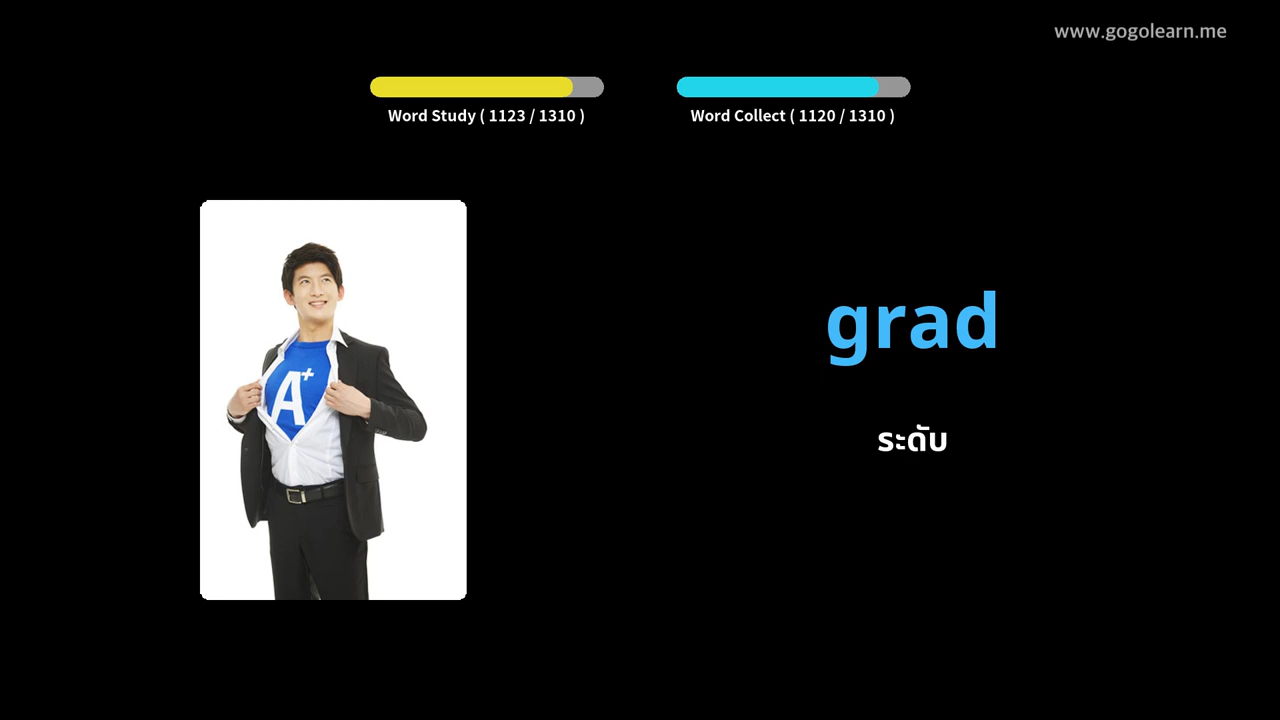 www.gogolearn.me
Word Study ( 1123 / 1310 )
Word Collect ( 1120 / 1310 )
A+
grad
ระดับ